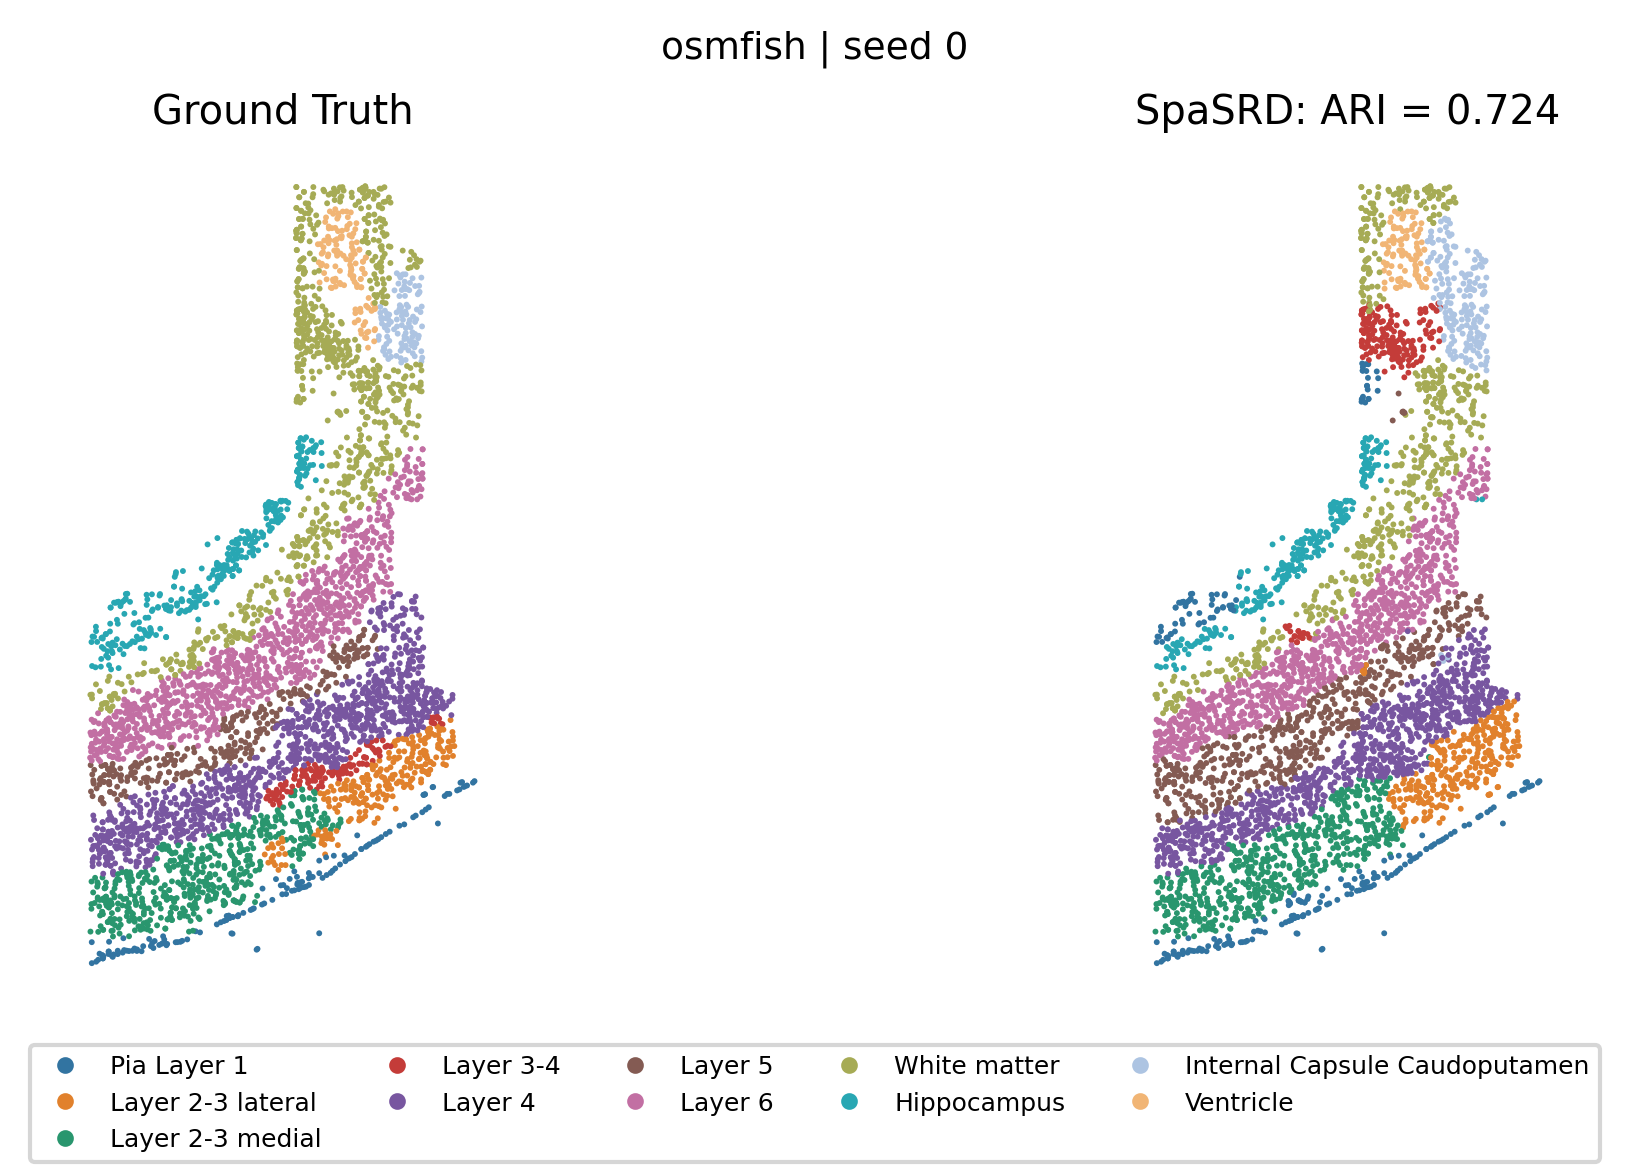 osmfish | seed 0
Ground Truth
SpaSRD: ARI = 0.724
Pia Layer 1
Layer 2-3 lateral
Layer 2-3 medial
Layer 3-4
Layer 4
Layer 5
Layer 6
White matter
Hippocampus
Internal Capsule Caudoputamen
Ventricle